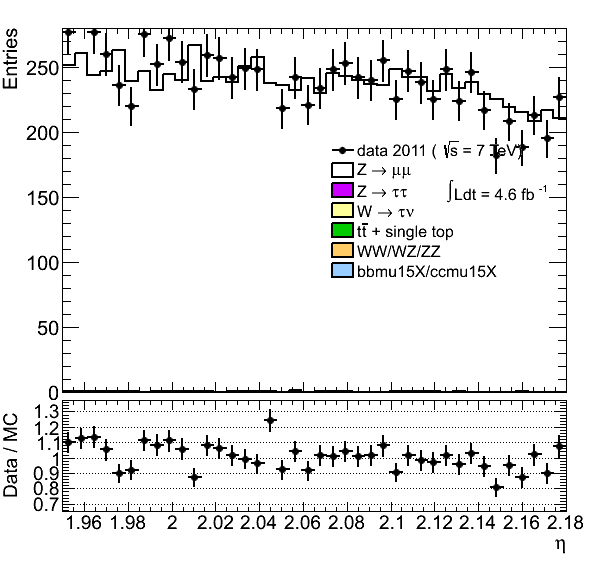 Entries
250
200
150
100
50
0
data 2011 ( √s = 7 TeV)
Z → μμ
Z → ττ
∫Ldt = 4.6 fb⁻¹
W → τν
tt̄ + single top
WW/WZ/ZZ
bbmu15X/ccmu15X
Data / MC
1.3
1.2
1.1
1
0.9
0.8
0.7
1.96 1.98 2 2.02 2.04 2.06 2.08 2.1 2.12 2.14 2.16 2.18
η